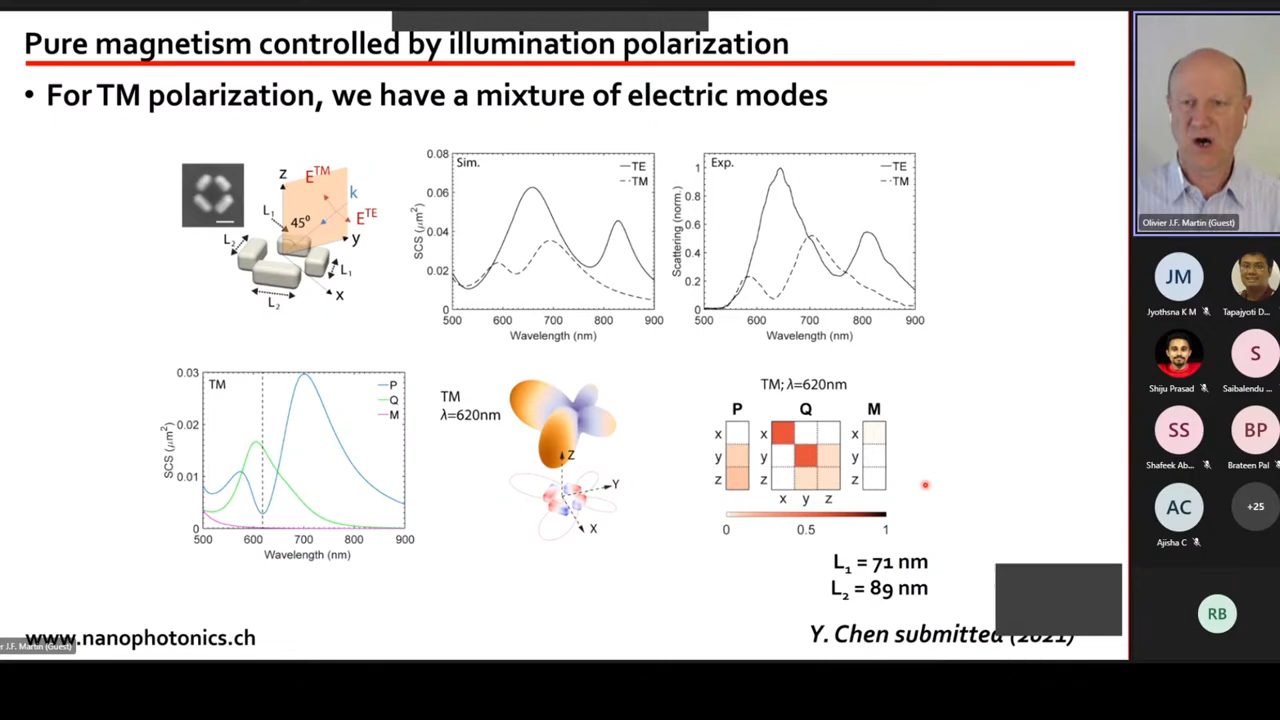 Pure magnetism controlled by illumination polarization
• For TM polarization, we have a mixture of electric modes
z
E^TM
k
L₁
45⁰
E^TE
L₂
y
L₁
x
L₂
Sim.
TE
TM
SCS (μm²)
0.08
0.06
0.04
0.02
0
500 600 700 800 900
Wavelength (nm)
Exp.
TE
TM
Scattering (norm.)
1
0.8
0.6
0.4
0.2
0
500 600 700 800 900
Wavelength (nm)
TM
P
Q
M
SCS (μm²)
0.03
0.02
0.01
0
500 600 700 800 900
Wavelength (nm)
TM
λ=620nm
Z
Y
X
TM; λ=620nm
P Q M
x x x
y y y
z z z
x y z
0 0.5 1
L₁ = 71 nm
L₂ = 89 nm
www.nanophotonics.ch
Y. Chen submitted (2021)
er J.F. Martin (Guest)
Olivier J.F. Martin (Guest)
JM
Jyothsna K M
Tapajyoti D...
Shiju Prasad
S
Saibalendu ...
SS
Shafeek Ab...
BP
Brateen Pal
AC
Ajisha C
+25
RB